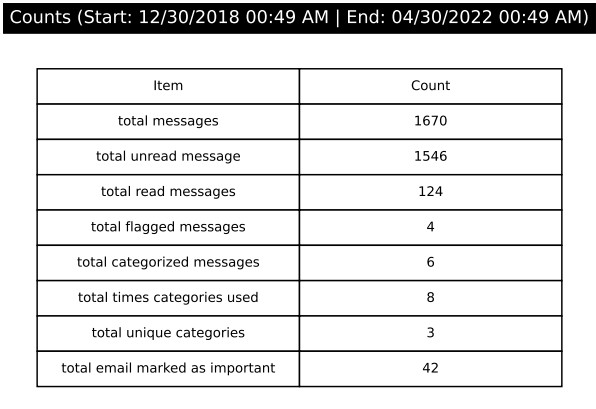 Counts (Start: 12/30/2018 00:49 AM | End: 04/30/2022 00:49 AM)
Item Count
total messages 1670
total unread message 1546
total read messages 124
total flagged messages 4
total categorized messages 6
total times categories used 8
total unique categories 3
total email marked as important 42